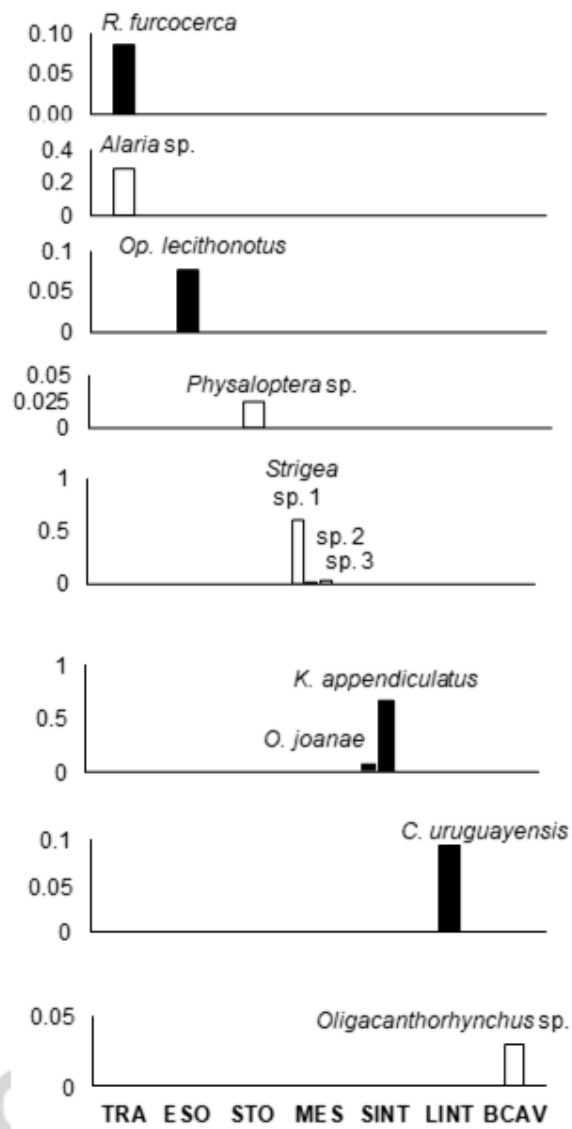 R. furcocerca
0.10
0.05
0.00
Alaria sp.
0.4
0.2
0
Op. lecithonotus
0.1
0.05
0
Physaloptera sp.
0.05
0.025
0
Strigea
sp. 1
sp. 2
sp. 3
1
0.5
0
K. appendiculatus
O. joanae
1
0.5
0
C. uruguayensis
0.1
0.05
0
Oligacanthorhynchus sp.
0.05
0
TRA ESO STO MES SINT LINT BCAV